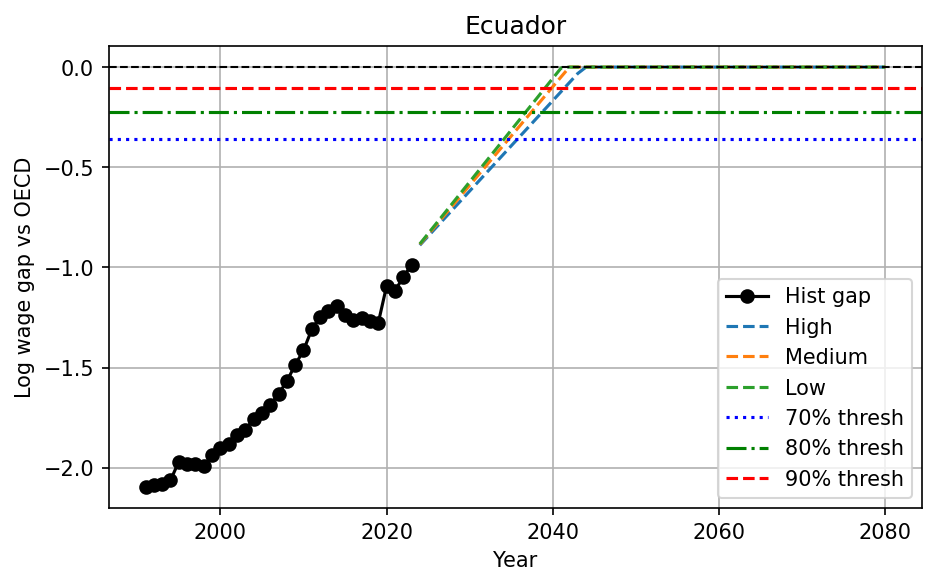 Ecuador
Log wage gap vs OECD
0.0
−0.5
−1.0
−1.5
−2.0
Hist gap
High
Medium
Low
70% thresh
80% thresh
90% thresh
2000
2020
2040
2060
2080
Year